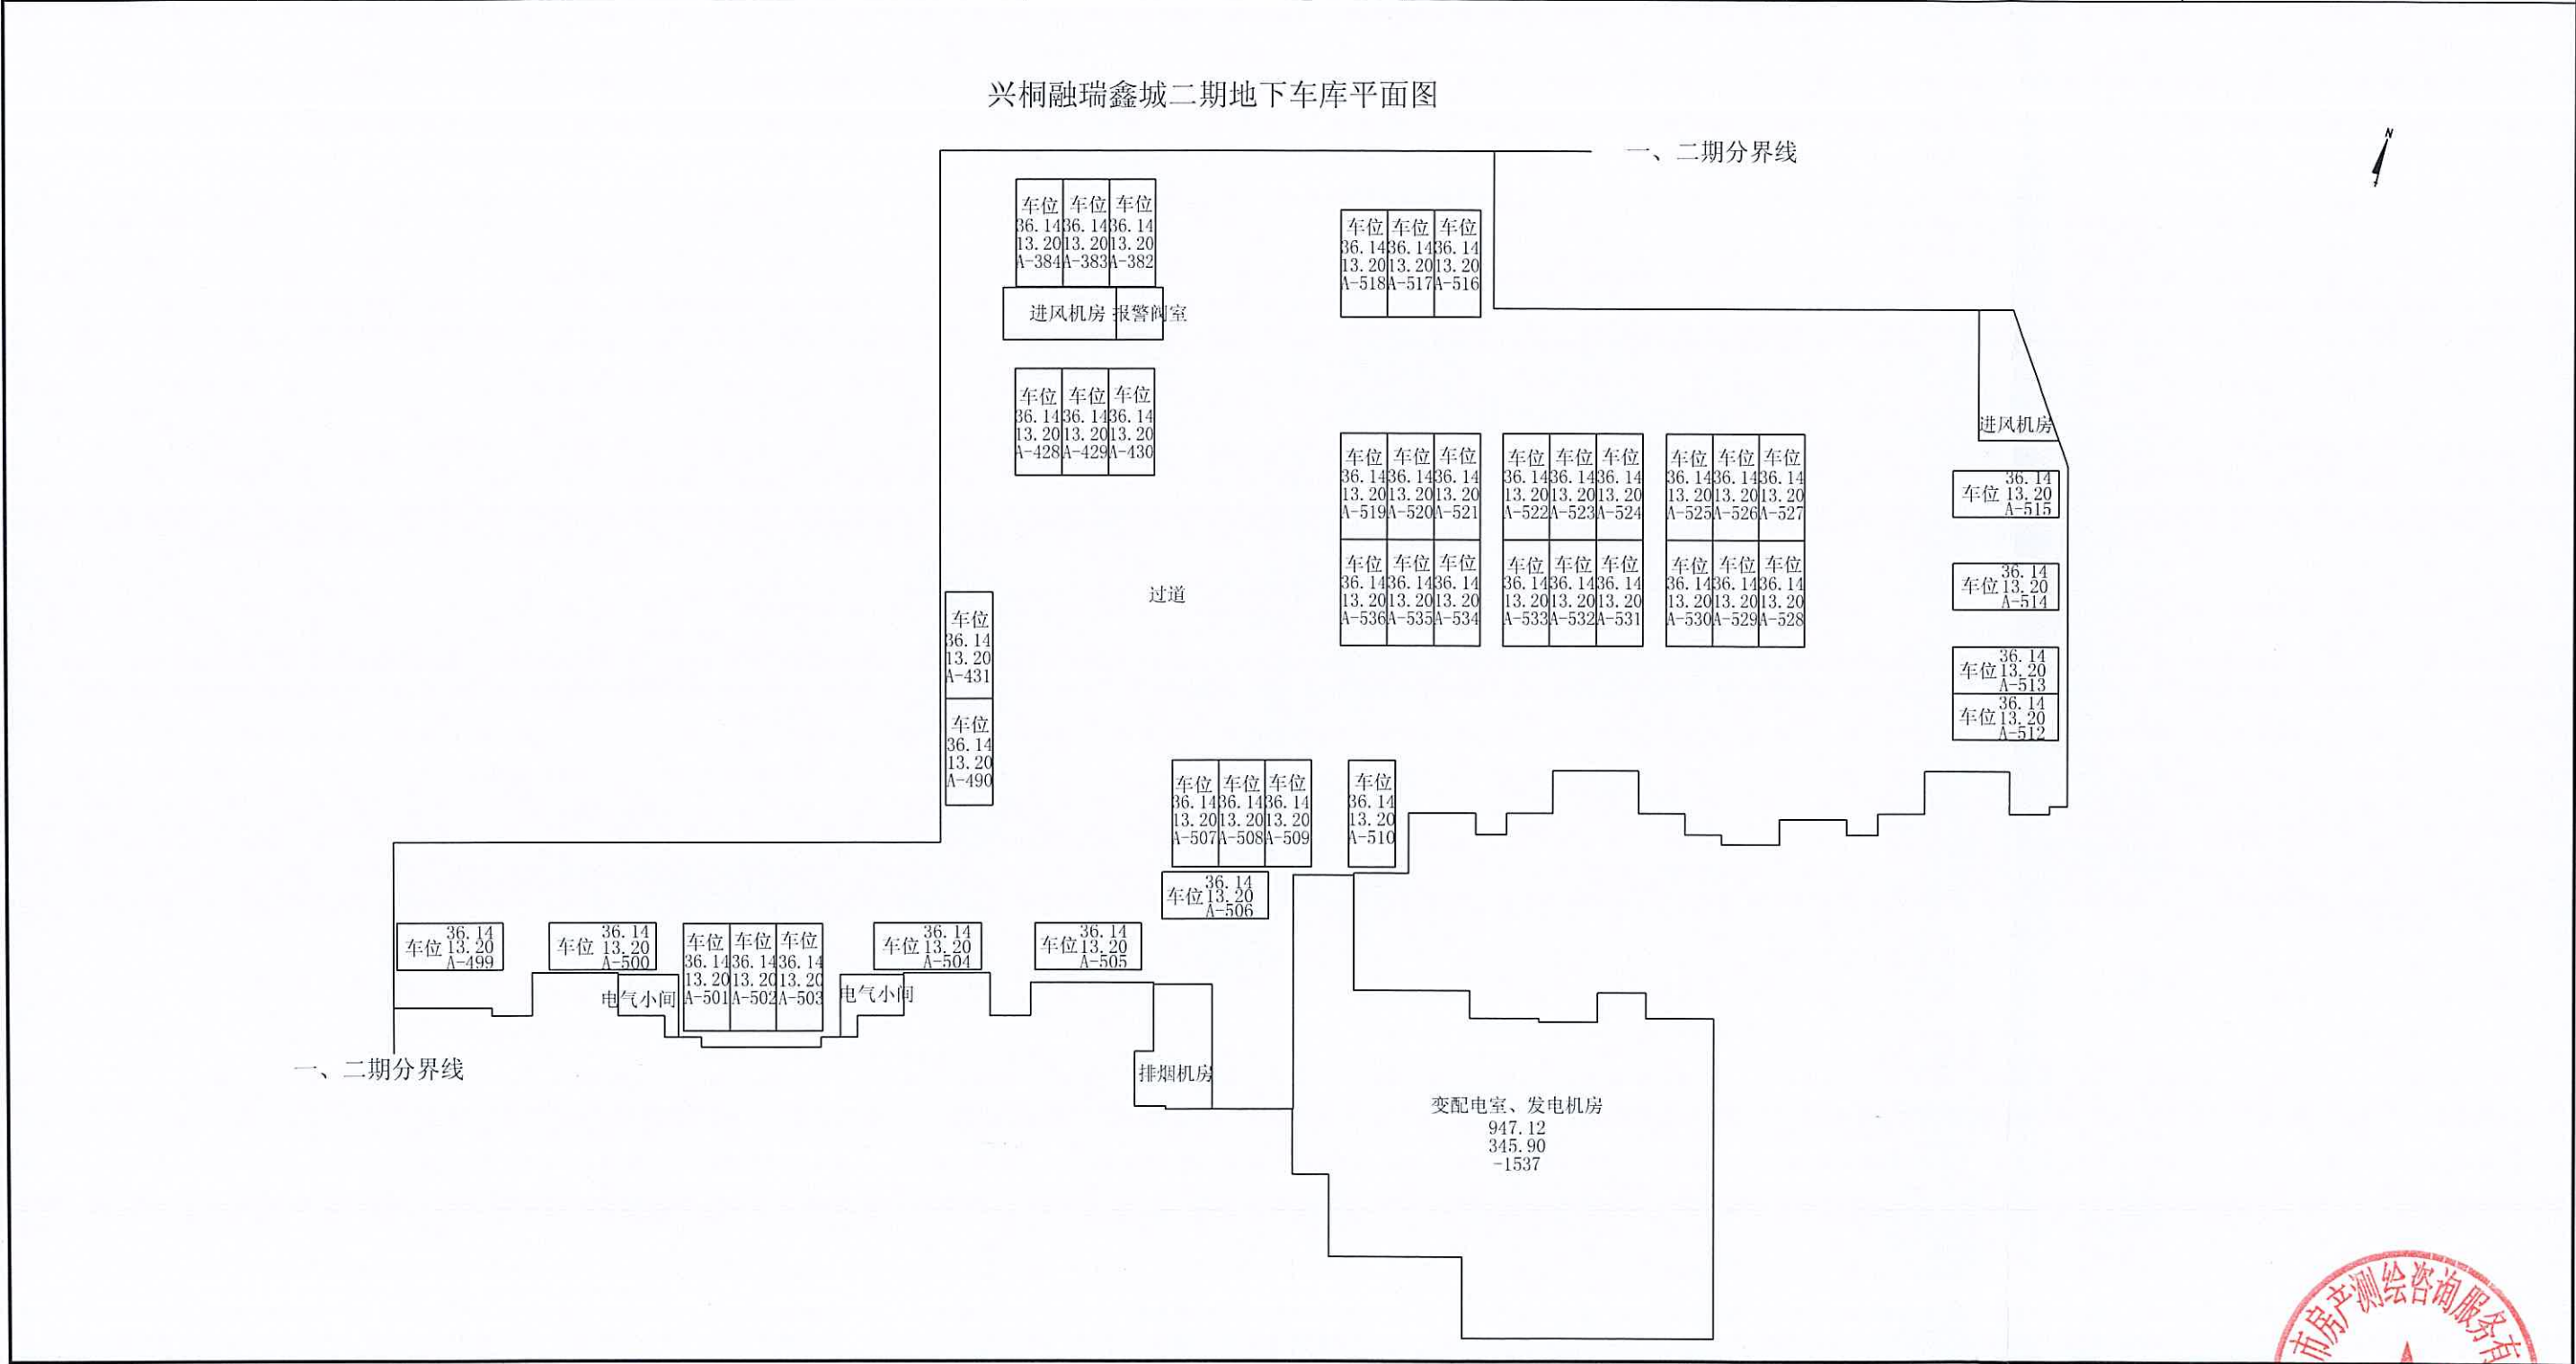 兴桐融瑞鑫城二期地下车库平面图
N
一、二期分界线
车位
36.14
13.20
A-384
车位
36.14
13.20
A-383
车位
36.14
13.20
A-382
进风机房
报警阀室
车位
36.14
13.20
A-518
车位
36.14
13.20
A-517
车位
36.14
13.20
A-516
车位
36.14
13.20
A-428
车位
36.14
13.20
A-429
车位
36.14
13.20
A-430
进风机房
车位
36.14
13.20
A-519
车位
36.14
13.20
A-520
车位
36.14
13.20
A-521
车位
36.14
13.20
A-522
车位
36.14
13.20
A-523
车位
36.14
13.20
A-524
车位
36.14
13.20
A-525
车位
36.14
13.20
A-526
车位
36.14
13.20
A-527
车位
36.14
13.20
A-515
车位
36.14
13.20
A-536
车位
36.14
13.20
A-535
车位
36.14
13.20
A-534
车位
36.14
13.20
A-533
车位
36.14
13.20
A-532
车位
36.14
13.20
A-531
车位
36.14
13.20
A-530
车位
36.14
13.20
A-529
车位
36.14
13.20
A-528
车位
36.14
13.20
A-514
过道
车位
36.14
13.20
A-431
车位
36.14
13.20
A-513
车位
36.14
13.20
A-512
车位
36.14
13.20
A-490
车位
36.14
13.20
A-507
车位
36.14
13.20
A-508
车位
36.14
13.20
A-509
车位
36.14
13.20
A-510
车位
36.14
13.20
A-506
车位
36.14
13.20
A-499
车位
36.14
13.20
A-500
车位
36.14
13.20
A-501
车位
36.14
13.20
A-502
车位
36.14
13.20
A-503
车位
36.14
13.20
A-504
车位
36.14
13.20
A-505
电气小间
电气小间
一、二期分界线
排烟机房
变配电室、发电机房
947.12
345.90
-1537
市房产测绘咨询服务有